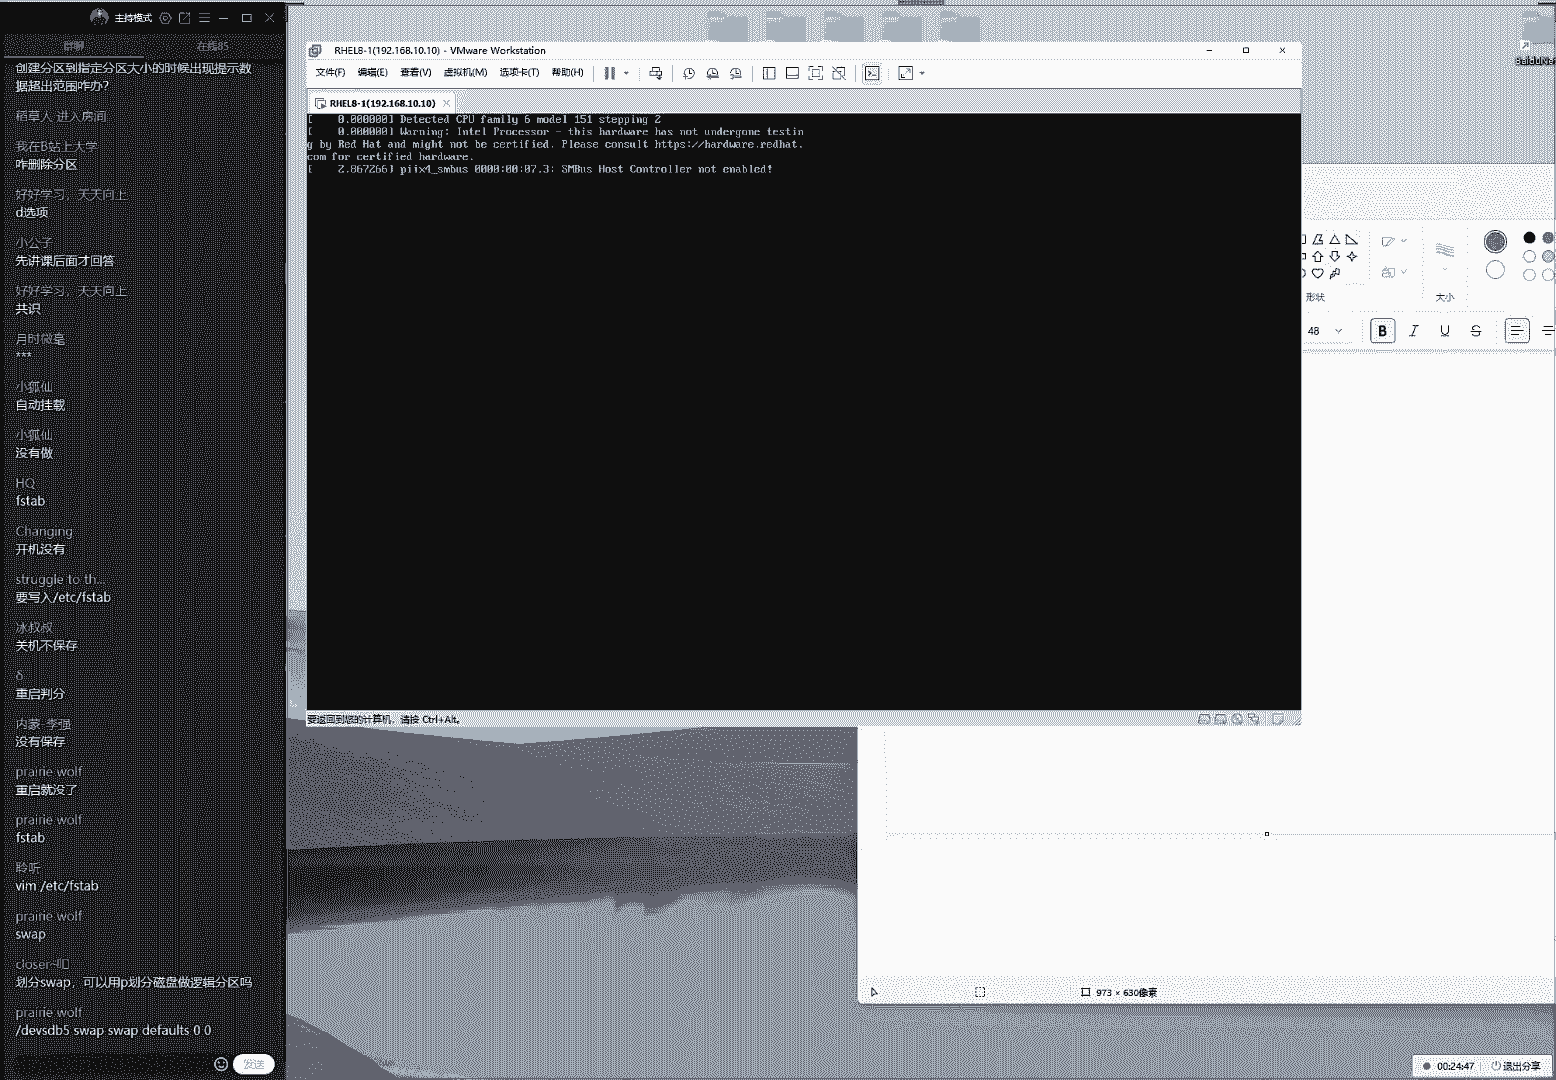 主持模式
群聊
在线85
创建分区到指定分区大小的时候出现提示数
据超出范围咋办?
稻草人 进入房间
我在B站上大学
咋删除分区
好好学习，天天向上
d选项
小公子
先讲课后面才回答
好好学习，天天向上
共识
月时微毫
***
小狐仙
自动挂载
小狐仙
没有做
HQ
fstab
Changing
开机没有
struggle to th...
要写入/etc/fstab
冰叔叔
关机不保存
δ
重启判分
内蒙-李强
没有保存
prairie wolf
重启就没了
prairie wolf
fstab
聆听
vim /etc/fstab
prairie wolf
swap
划分swap，可以用p划分磁盘做逻辑分区吗
prairie wolf
/devsdb5 swap swap defaults 0 0
发送
RHEL8-1(192.168.10.10) - VMware Workstation
文件(F) 编辑(E) 查看(V) 虚拟机(M) 选项卡(T) 帮助(H)
RHEL8-1(192.168.10.10)
[    0.000000] Detected CPU family 6 model 151 stepping 2
[    0.000000] Warning: Intel Processor - this hardware has not undergone testin
g by Red Hat and might not be certified. Please consult https://hardware.redhat.
com for certified hardware.
[    2.867266] piix4_smbus 0000:00:07.3: SMBus Host Controller not enabled!
要返回到您的计算机，请按 Ctrl+Alt。
BaiduNet
形状
大小
48
B I U S
973 × 630像素
00:24:47
退出分享